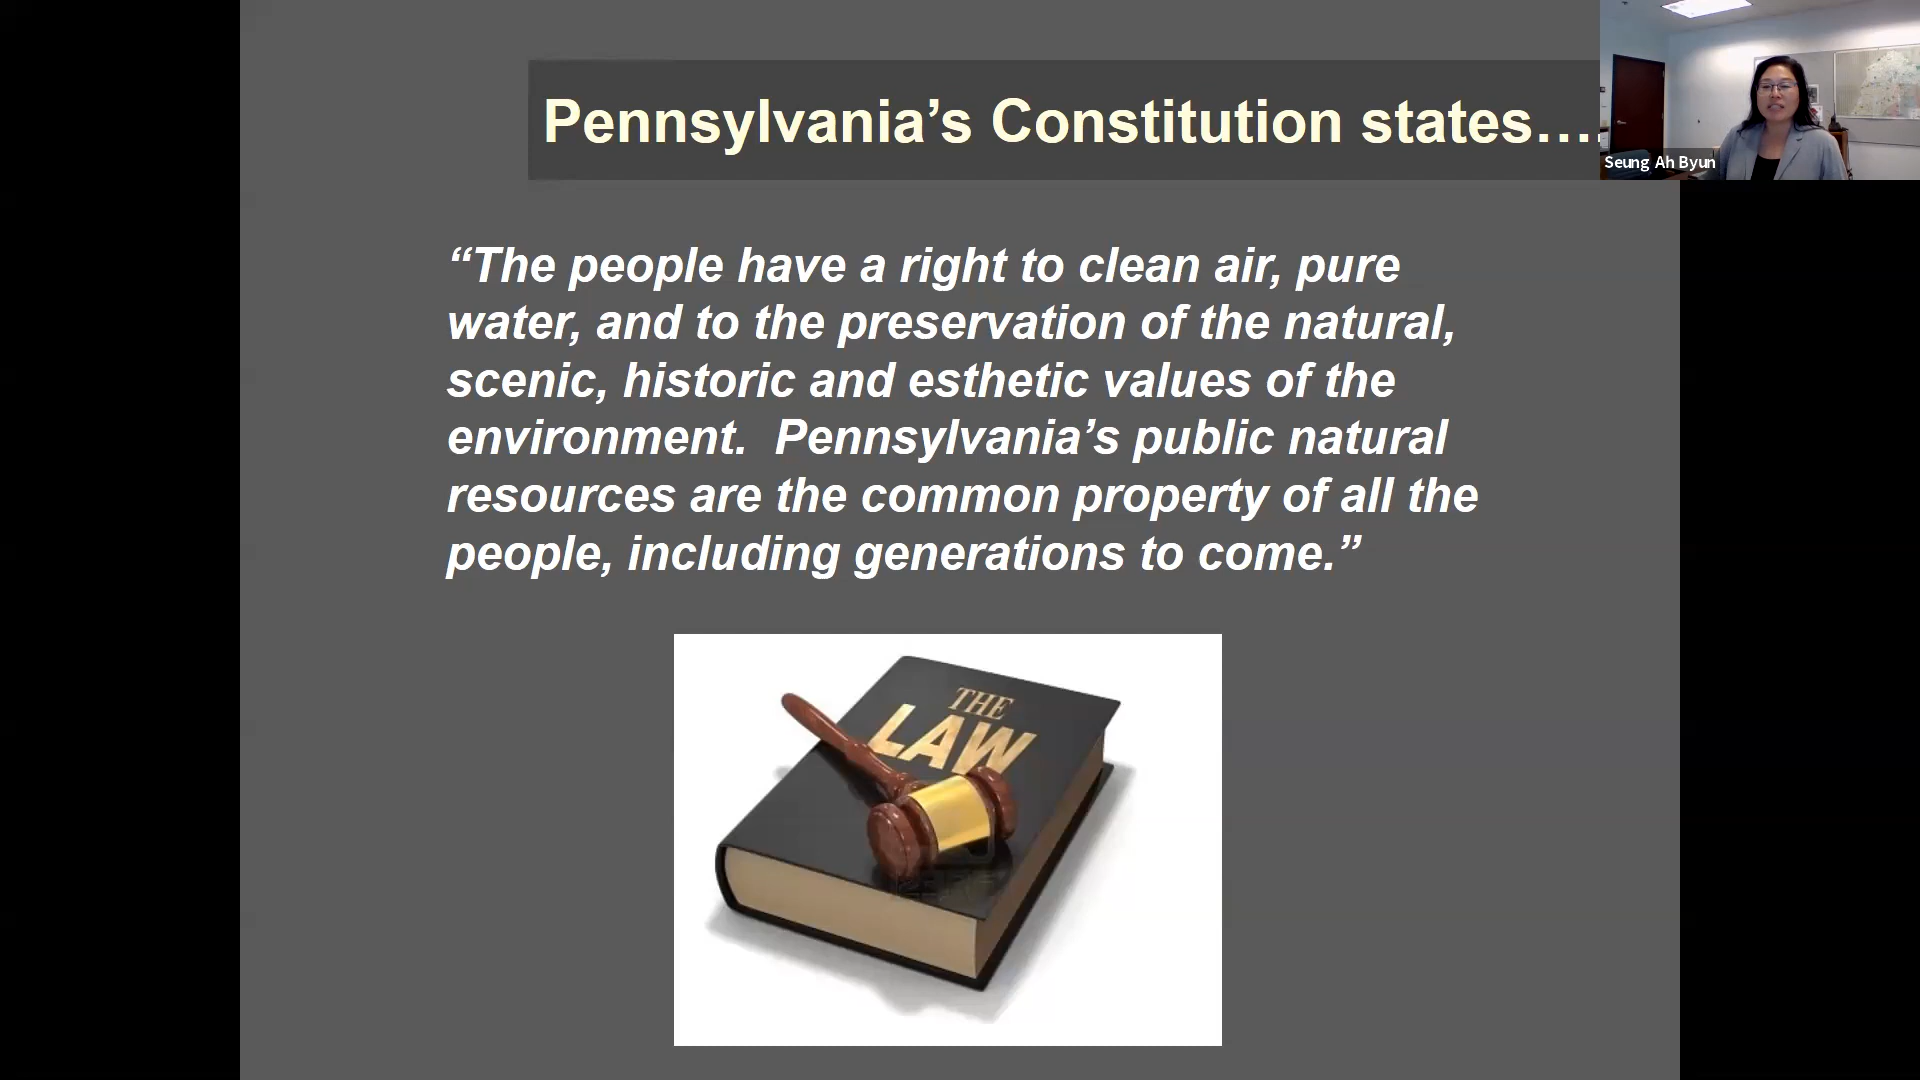 Pennsylvania’s Constitution states….
Seung Ah Byun
“The people have a right to clean air, pure
water, and to the preservation of the natural,
scenic, historic and esthetic values of the
environment.  Pennsylvania’s public natural
resources are the common property of all the
people, including generations to come.”
THE
LAW